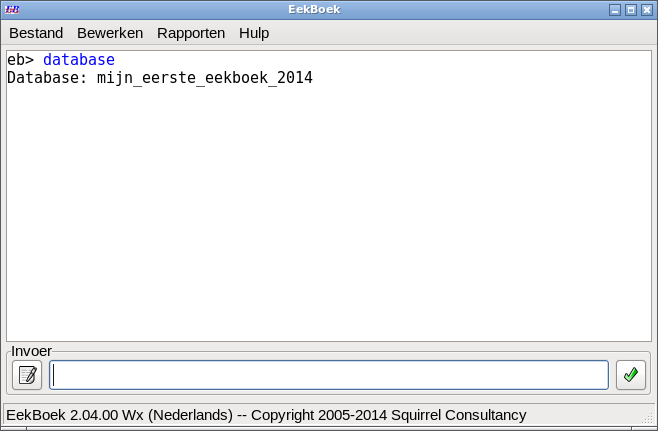 EB EekBoek
Bestand Bewerken Rapporten Hulp
eb> database
Database: mijn_eerste_eekboek_2014
Invoer
EekBoek 2.04.00 Wx (Nederlands) -- Copyright 2005-2014 Squirrel Consultancy